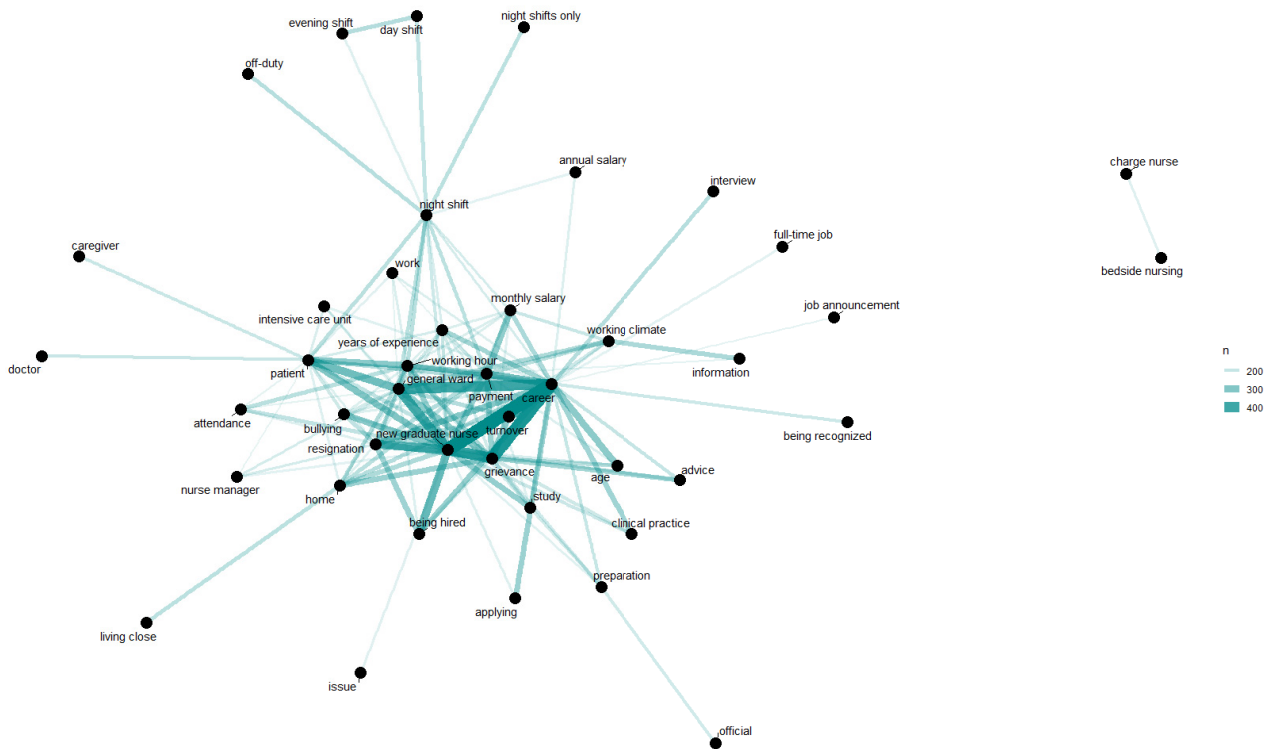 evening shift
day shift
night shifts only
off-duty
annual salary
interview
charge nurse
night shift
full-time job
caregiver
work
bedside nursing
monthly salary
job announcement
intensive care unit
working climate
years of experience
n
working hour
doctor
patient
information
200
general ward
300
payment
career
400
attendance
bullying
new graduate nurse
turnover
being recognized
resignation
grievance
age
advice
nurse manager
home
study
being hired
clinical practice
preparation
applying
living close
issue
official